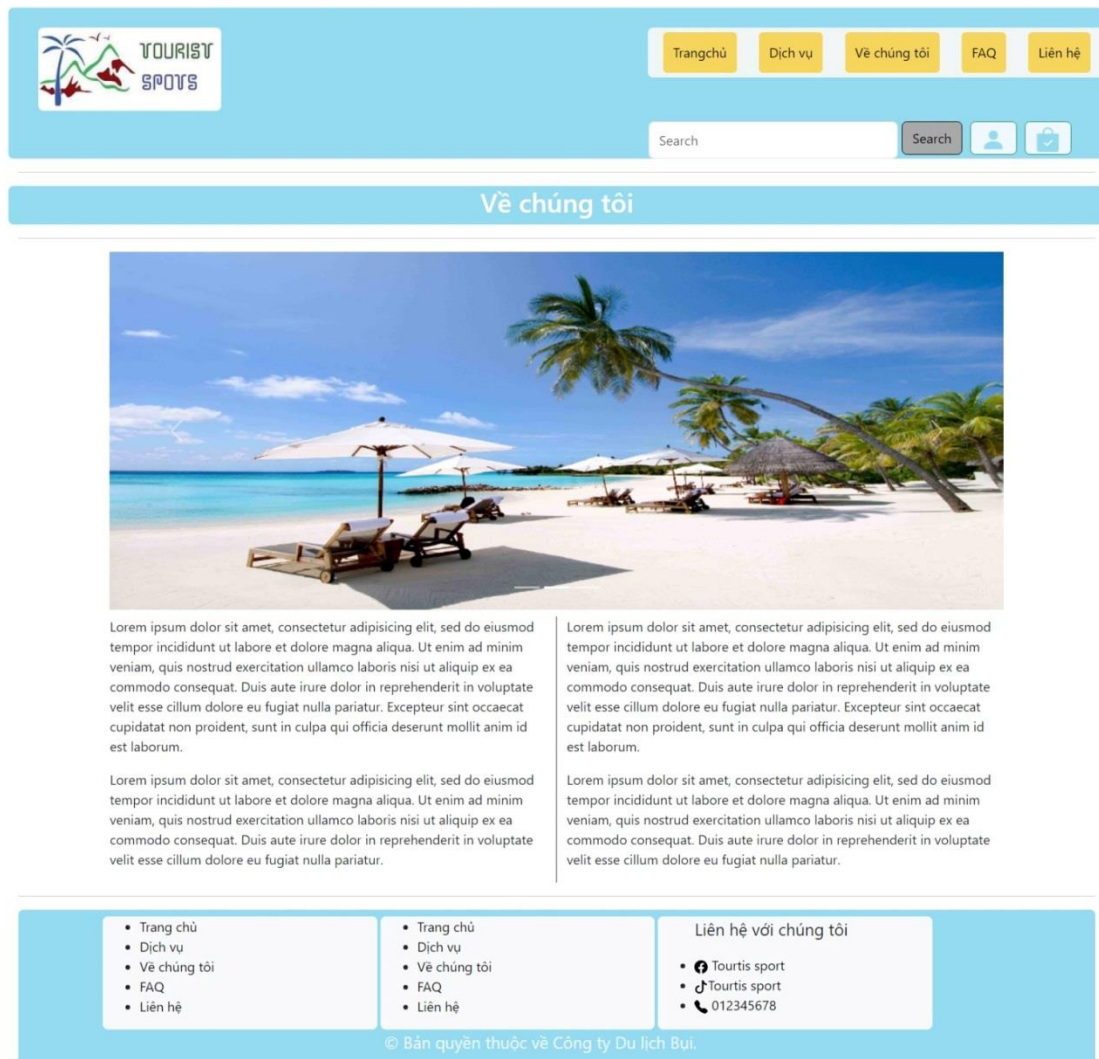 TOURIST
SPOTS
Trangchủ Dịch vụ Về chúng tôi FAQ Liên hệ
Search Search
Về chúng tôi
Lorem ipsum dolor sit amet, consectetur adipisicing elit, sed do eiusmod
tempor incididunt ut labore et dolore magna aliqua. Ut enim ad minim
veniam, quis nostrud exercitation ullamco laboris nisi ut aliquip ex ea
commodo consequat. Duis aute irure dolor in reprehenderit in voluptate
velit esse cillum dolore eu fugiat nulla pariatur. Excepteur sint occaecat
cupidatat non proident, sunt in culpa qui officia deserunt mollit anim id
est laborum.
Lorem ipsum dolor sit amet, consectetur adipisicing elit, sed do eiusmod
tempor incididunt ut labore et dolore magna aliqua. Ut enim ad minim
veniam, quis nostrud exercitation ullamco laboris nisi ut aliquip ex ea
commodo consequat. Duis aute irure dolor in reprehenderit in voluptate
velit esse cillum dolore eu fugiat nulla pariatur.
Lorem ipsum dolor sit amet, consectetur adipisicing elit, sed do eiusmod
tempor incididunt ut labore et dolore magna aliqua. Ut enim ad minim
veniam, quis nostrud exercitation ullamco laboris nisi ut aliquip ex ea
commodo consequat. Duis aute irure dolor in reprehenderit in voluptate
velit esse cillum dolore eu fugiat nulla pariatur. Excepteur sint occaecat
cupidatat non proident, sunt in culpa qui officia deserunt mollit anim id
est laborum.
Lorem ipsum dolor sit amet, consectetur adipisicing elit, sed do eiusmod
tempor incididunt ut labore et dolore magna aliqua. Ut enim ad minim
veniam, quis nostrud exercitation ullamco laboris nisi ut aliquip ex ea
commodo consequat. Duis aute irure dolor in reprehenderit in voluptate
velit esse cillum dolore eu fugiat nulla pariatur.
Trang chủ
Dịch vụ
Về chúng tôi
FAQ
Liên hệ
Trang chủ
Dịch vụ
Về chúng tôi
FAQ
Liên hệ
Liên hệ với chúng tôi
Tourtis sport
Tourtis sport
012345678
© Bản quyền thuộc về Công ty Du lịch Bụi.